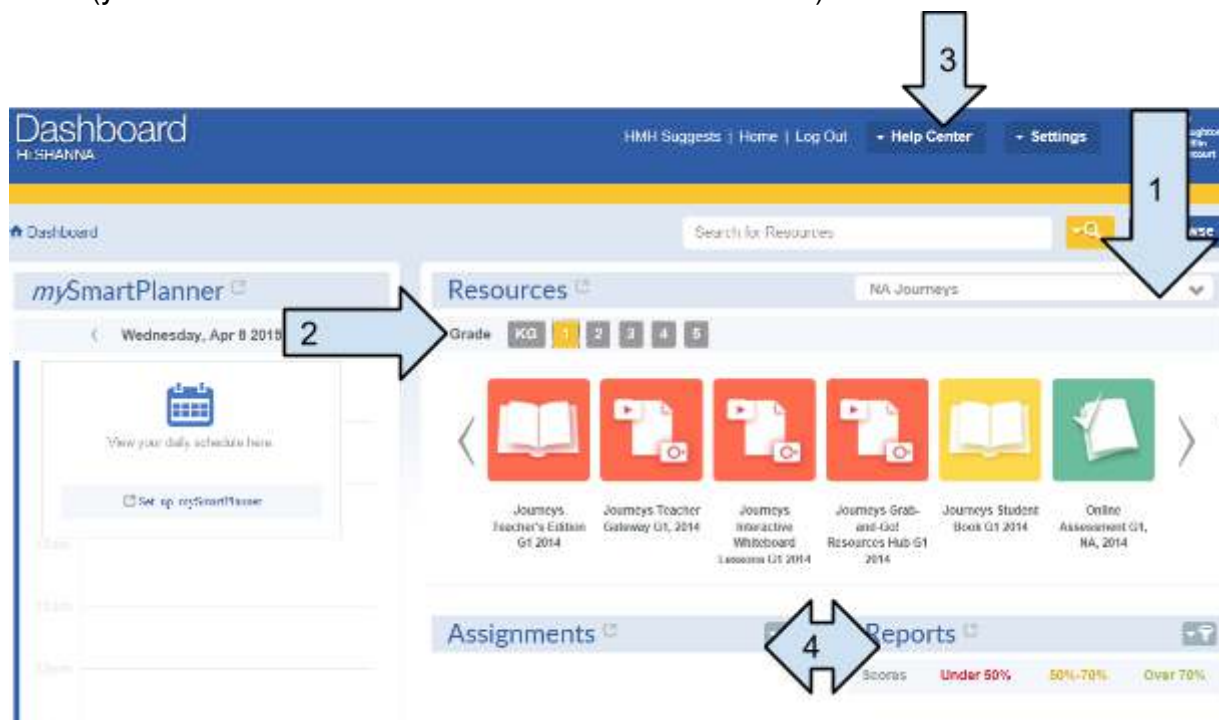 3
Dashboard
HI SHANNA
HMH Suggests | Home | Log Out
Help Center
Settings
1
Dashboard
Search for Resources
mySmartPlanner
Resources
NA Journeys
Wednesday, Apr 8 2015
2
Grade KG 1 2 3 4 5
View your daily schedule here.
Set up mySmartPlanner
Journeys Teacher's Edition G1 2014
Journeys Teacher Gateway G1, 2014
Journeys Interactive Whiteboard Lessons G1 2014
Journeys Grab-and-Go! Resources Hub G1 2014
Journeys Student Book G1 2014
Online Assessment G1, NA, 2014
Assignments
4
Reports
Scores Under 50% 50%-70% Over 70%